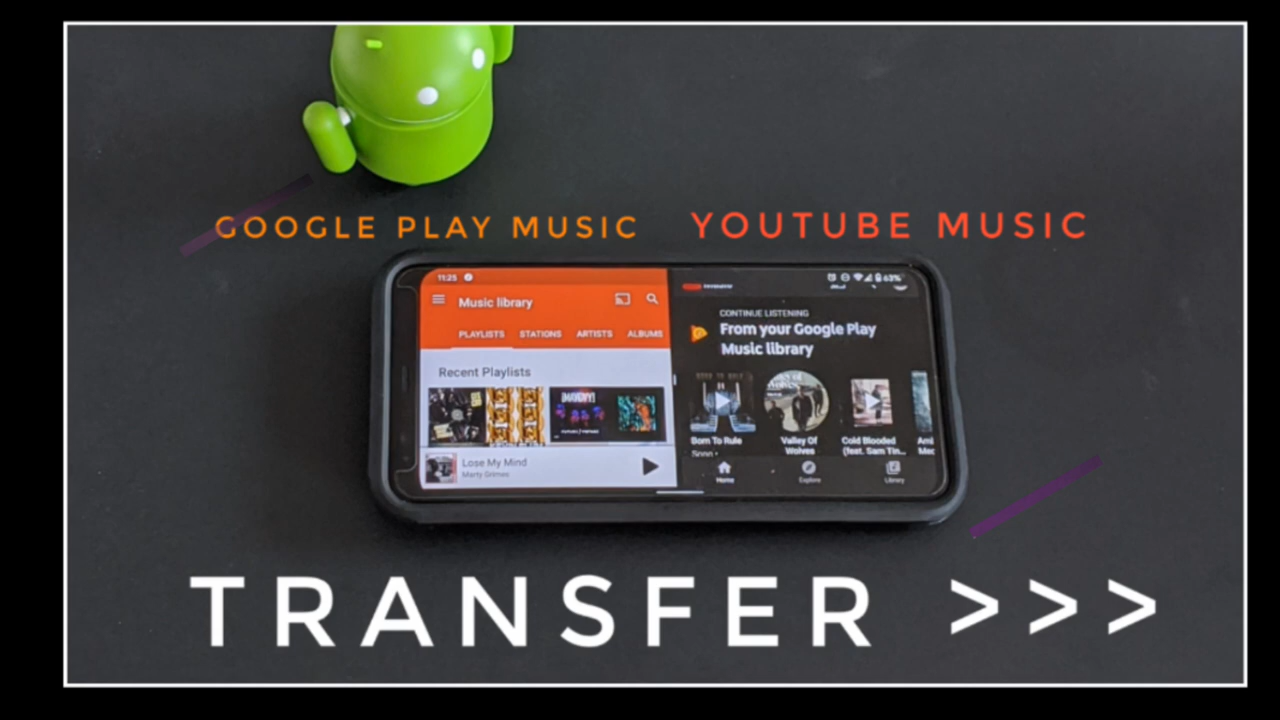 GOOGLE PLAY MUSIC
YOUTUBE MUSIC
11:25
63%
Music library
PLAYLISTS STATIONS ARTISTS ALBUMS
Recent Playlists
Lose My Mind
Marty Grimes
CONTINUE LISTENING
From your Google Play
Music library
Born To Rule
Song •
Valley Of
Wolves
Cold Blooded
(feat. Sam Tin...
Home
Explore
Library
TRANSFER >>>